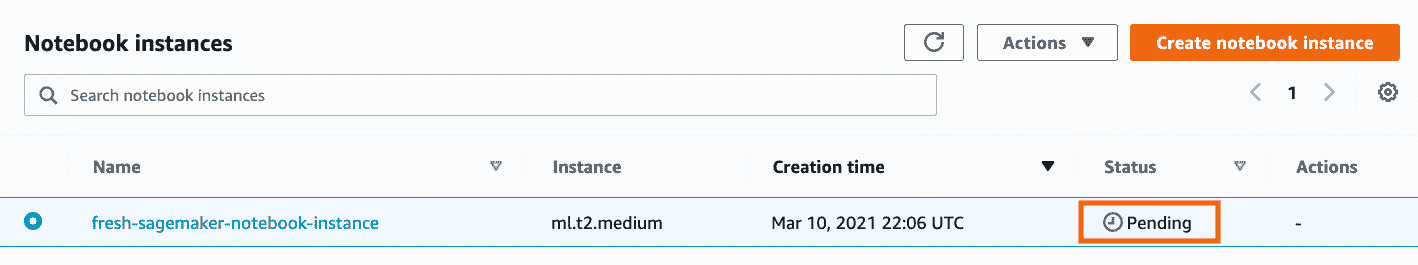 Notebook instances
Actions
Create notebook instance
Search notebook instances
1
Name Instance Creation time Status Actions
fresh-sagemaker-notebook-instance ml.t2.medium Mar 10, 2021 22:06 UTC Pending -